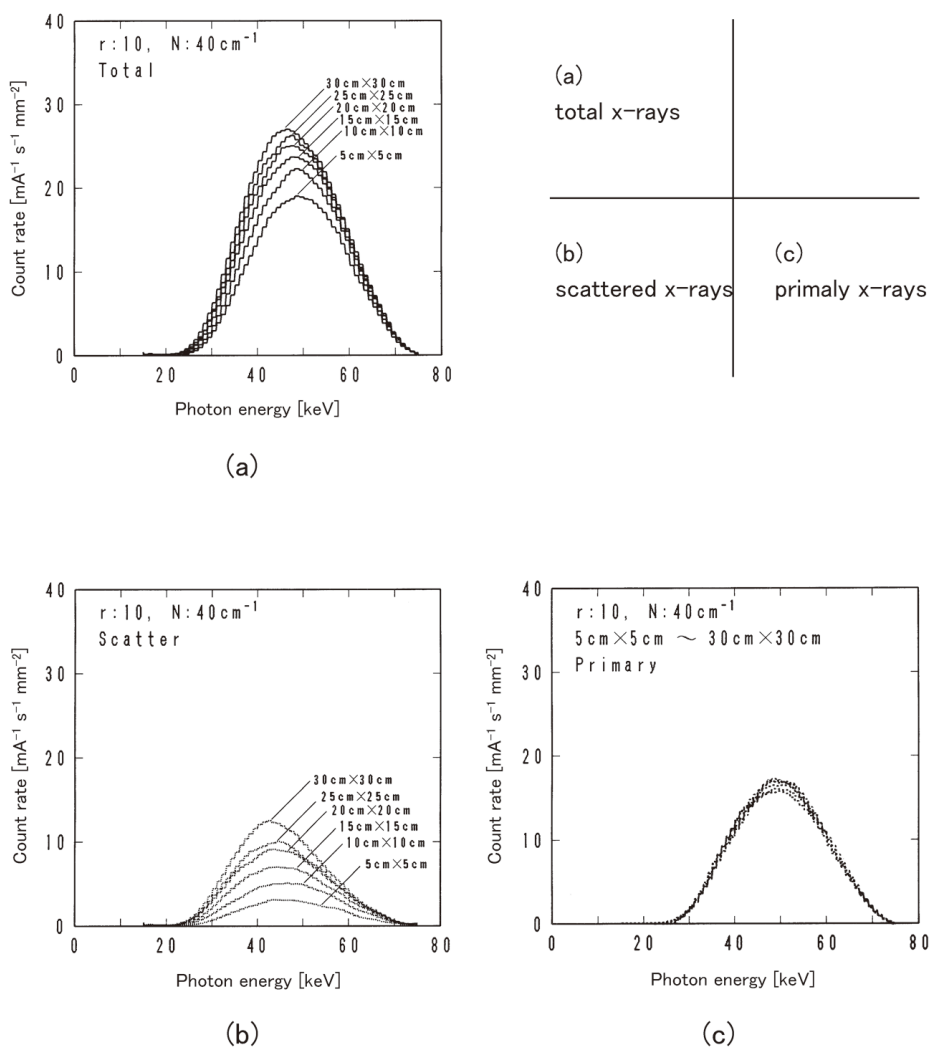 40
30
20
10
0
Count rate [mA⁻¹ s⁻¹ mm⁻²]
r:10, N:40cm⁻¹
Total
30cm×30cm
25cm×25cm
20cm×20cm
15cm×15cm
10cm×10cm
5cm×5cm
0 20 40 60 80
Photon energy [keV]
(a)
(a)
total x-rays
(b)
scattered x-rays
(c)
primaly x-rays
40
30
20
10
0
Count rate [mA⁻¹ s⁻¹ mm⁻²]
r:10, N:40cm⁻¹
Scatter
30cm×30cm
25cm×25cm
20cm×20cm
15cm×15cm
10cm×10cm
5cm×5cm
0 20 40 60 80
Photon energy [keV]
(b)
40
30
20
10
0
Count rate [mA⁻¹ s⁻¹ mm⁻²]
r:10, N:40cm⁻¹
5cm×5cm ～ 30cm×30cm
Primary
0 20 40 60 80
Photon energy [keV]
(c)